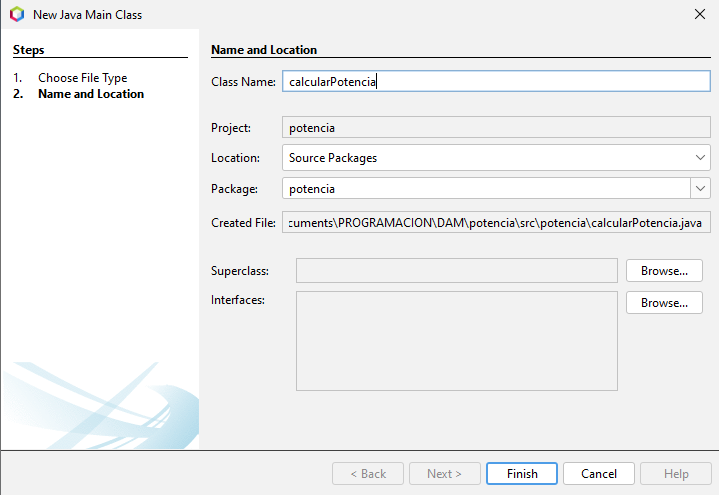 New Java Main Class
Steps
1. Choose File Type
2. Name and Location
Name and Location
Class Name: calcularPotencia
Project: potencia
Location: Source Packages
Package: potencia
Created File: cuments\PROGRAMACION\DAM\potencia\src\potencia\calcularPotencia.java
Superclass: Browse...
Interfaces: Browse...
< Back Next > Finish Cancel Help